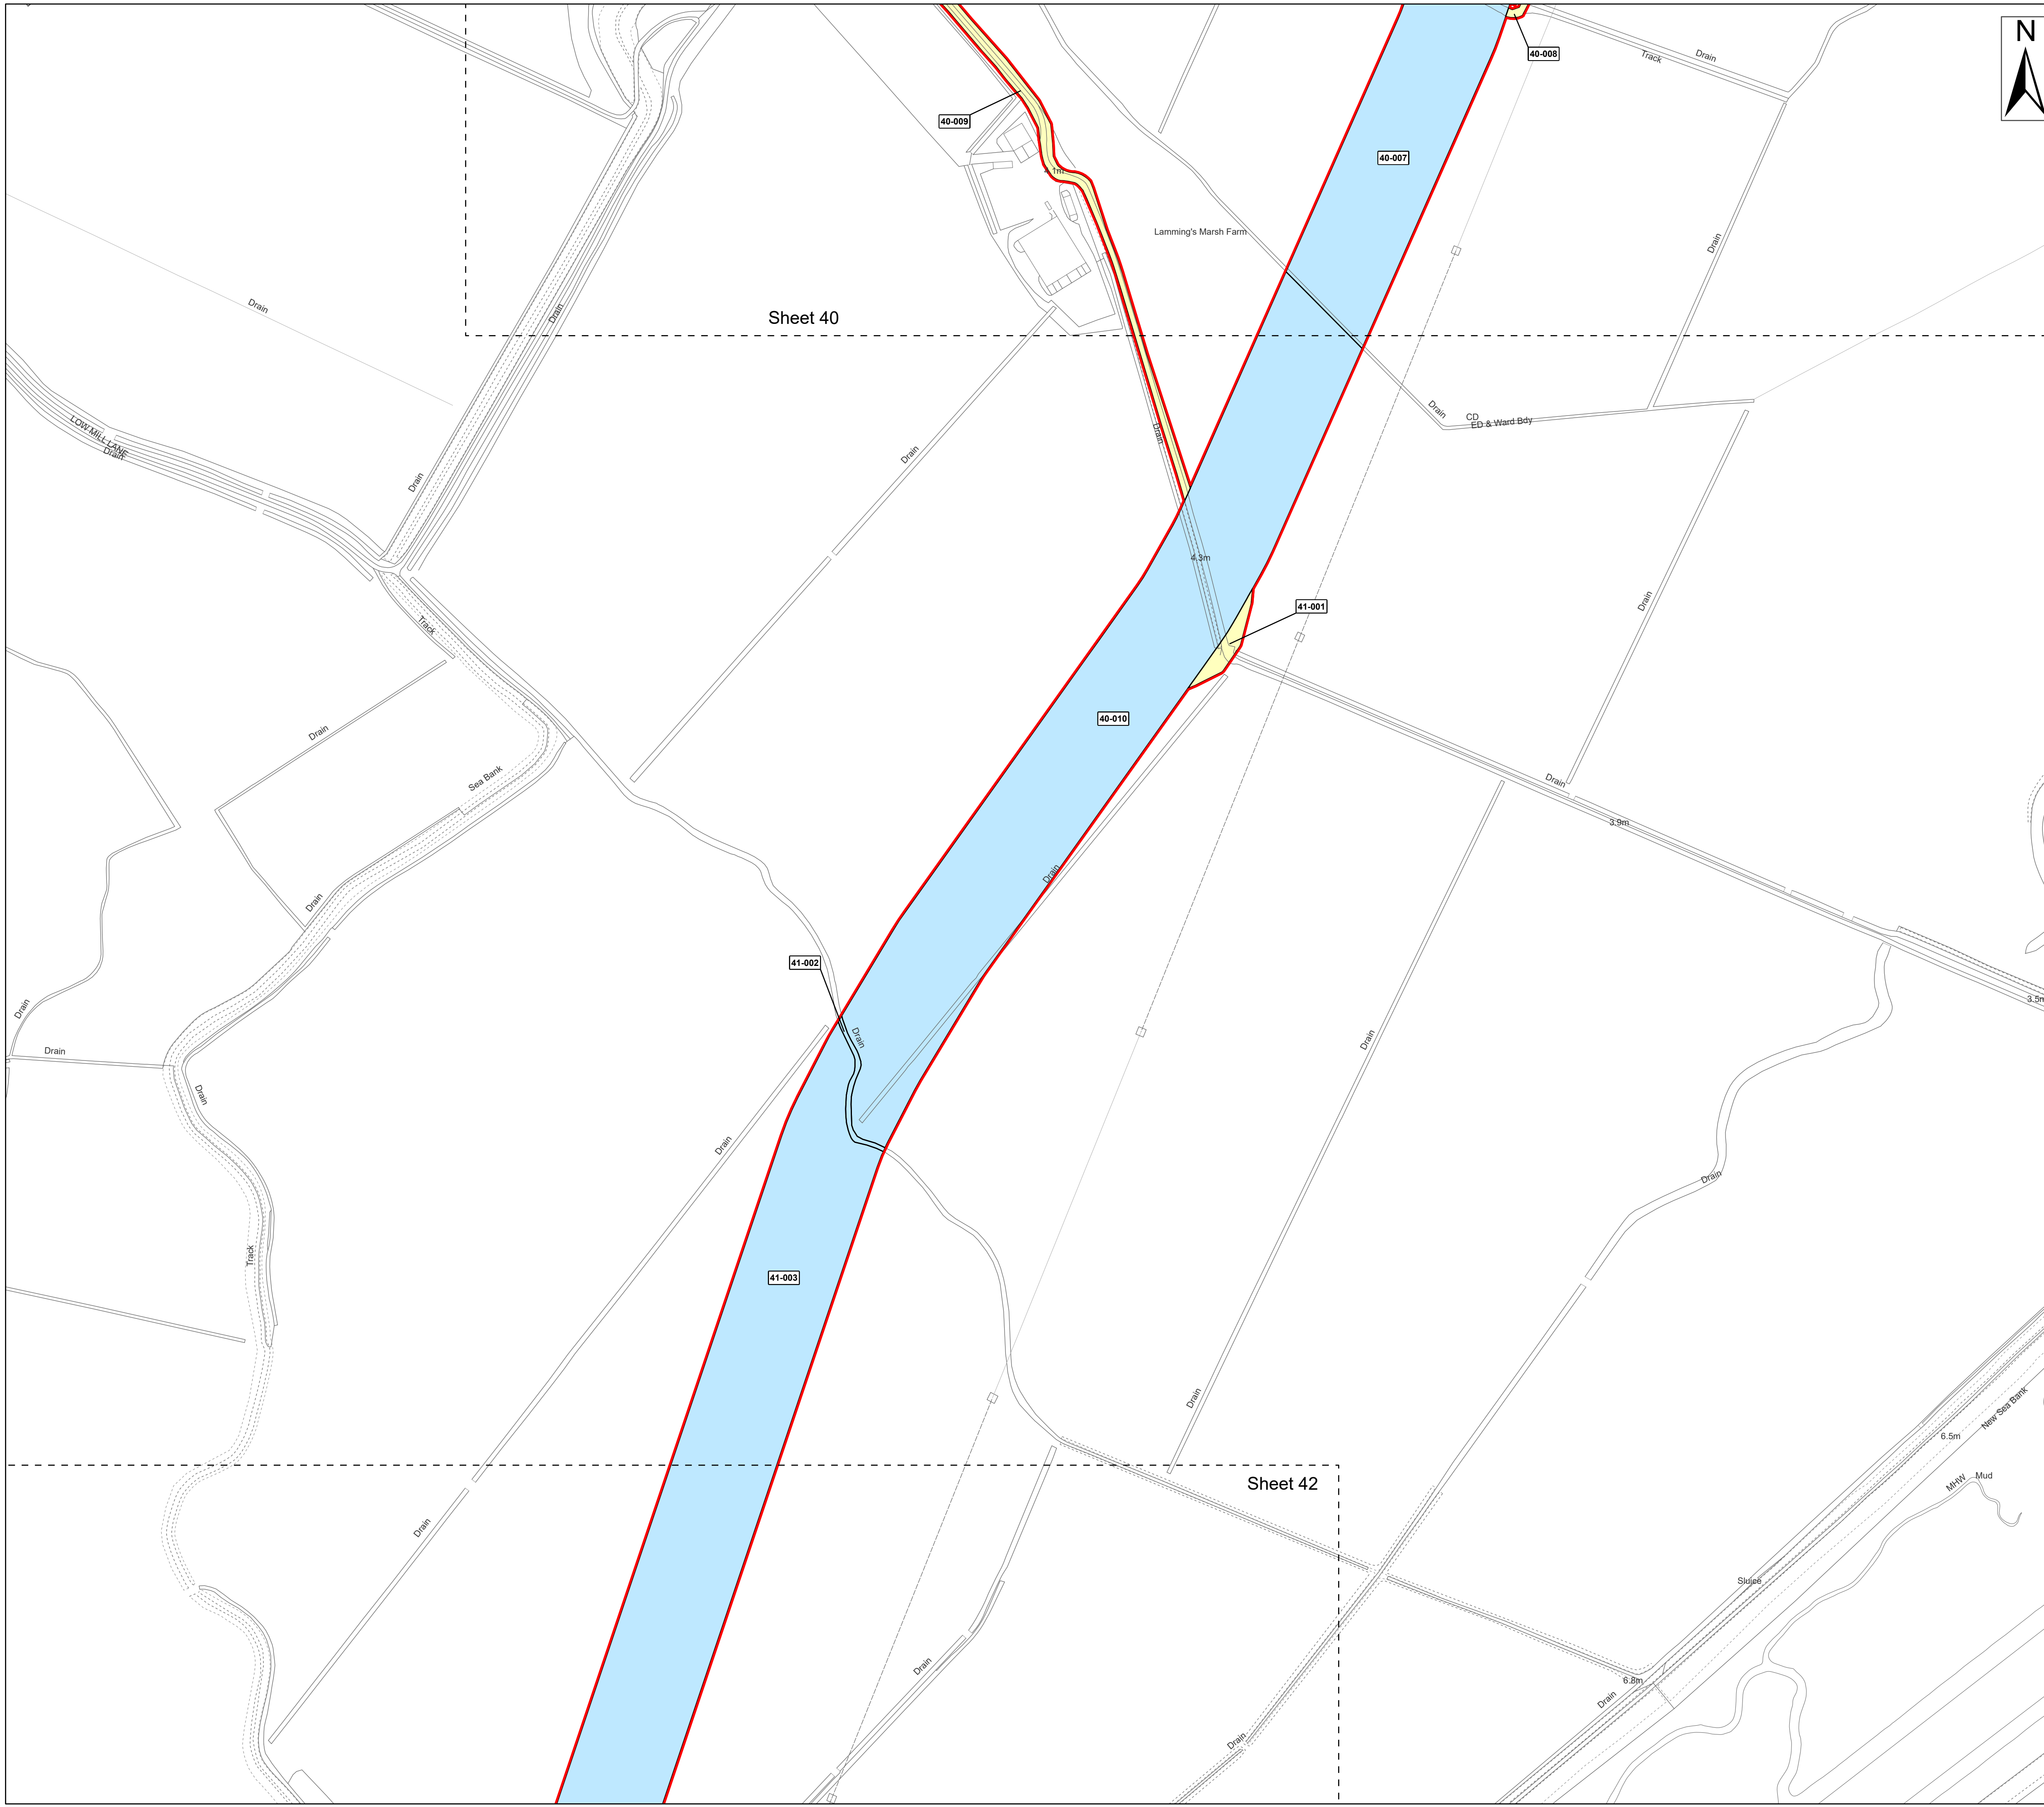 N
40-008
Track
Drain
40-009
40-007
4.1m
Lamming's Marsh Farm
Drain
Drain
Drain
Sheet 40
Drain
CD
ED & Ward Bdy
LOW MILL LANE
Drain
Drain
Drain
Drain
4.3m
Drain
41-001
Track
40-010
Drain
Sea Bank
Drain
3.9m
Drain
Drain
41-002
3.5m
Drain
Drain
Drain
Drain
Drain
Drain
Drain
Track
41-003
Drain
New Sea Bank
6.5m
Sheet 42
MHW
Mud
Drain
Sluice
Drain
6.8m
Drain
Drain